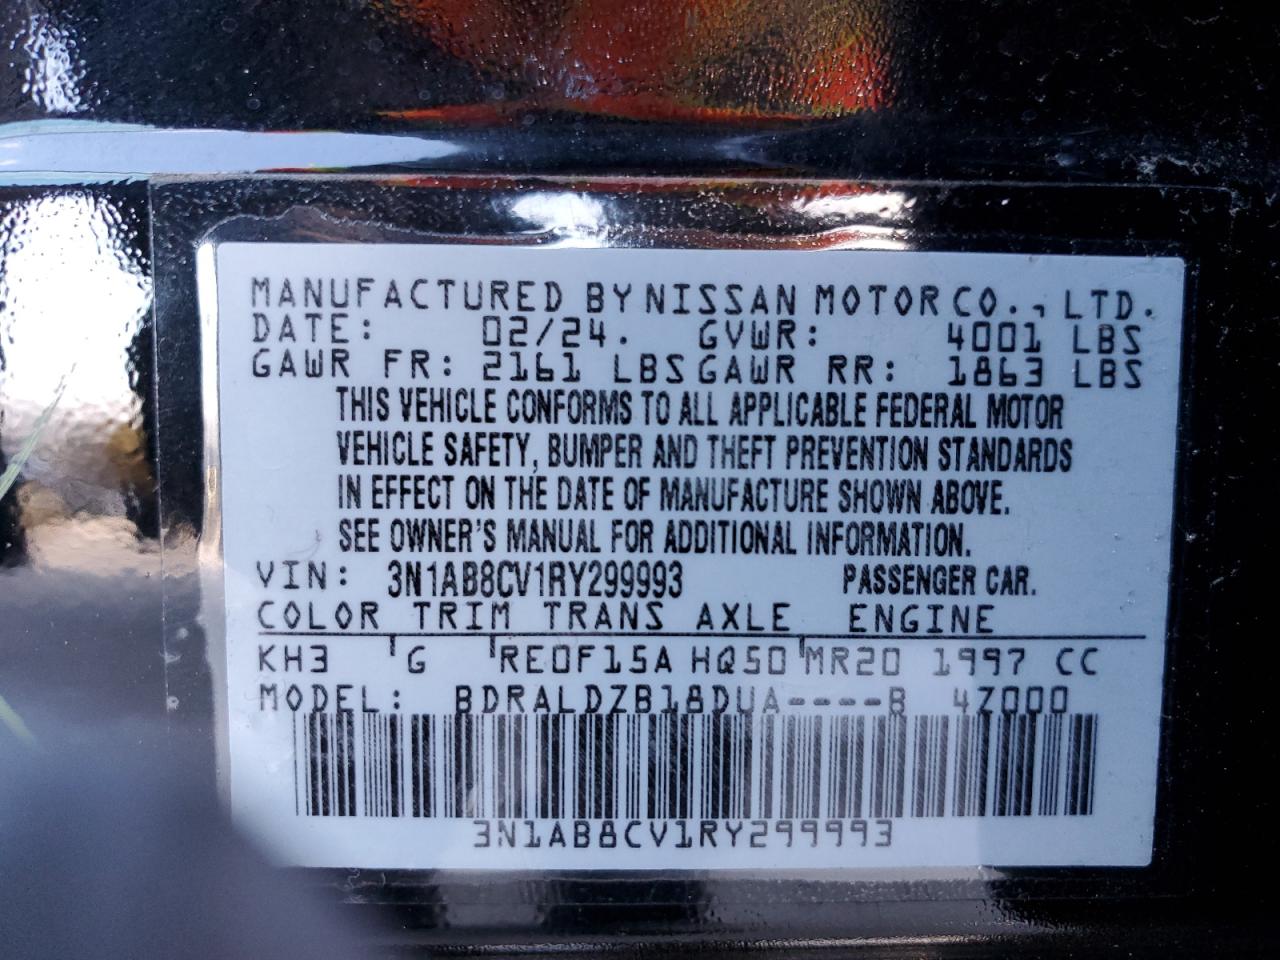 MANUFACTURED BY NISSAN MOTOR CO., LTD.
DATE: 02/24. GVWR: 4001 LBS
GAWR FR: 2161 LBS GAWR RR: 1863 LBS
THIS VEHICLE CONFORMS TO ALL APPLICABLE FEDERAL MOTOR
VEHICLE SAFETY, BUMPER AND THEFT PREVENTION STANDARDS
IN EFFECT ON THE DATE OF MANUFACTURE SHOWN ABOVE.
SEE OWNER'S MANUAL FOR ADDITIONAL INFORMATION.
VIN: 3N1AB8CV1RY299993 PASSENGER CAR.
COLOR TRIM TRANS AXLE ENGINE
KH3 G RE0F15A HQ50 MR20 1997 CC
MODEL: BDRALDZB18DUA----B 4Z000
3N1AB8CV1RY299993